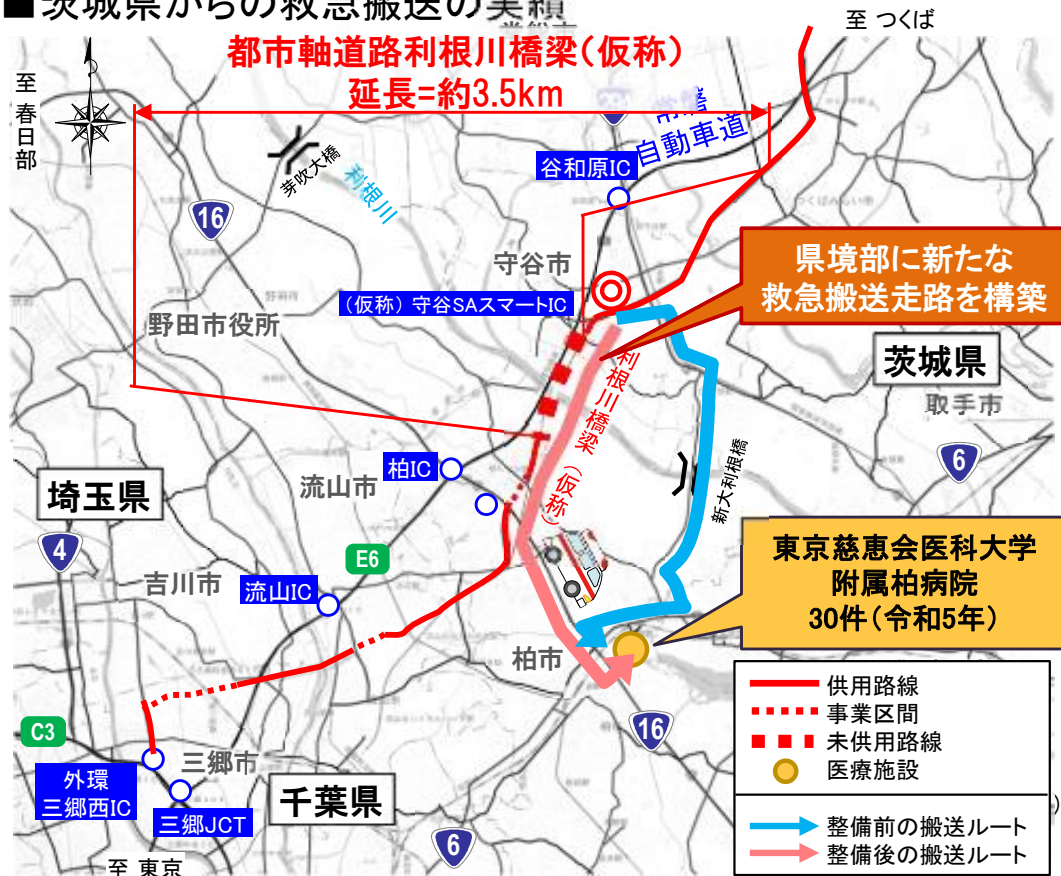 ■茨城県からの救急搬送の実績
至 つくば
都市軸道路利根川橋梁(仮称)
延長=約3.5km
至 春日部
常磐自動車道
芽吹大橋
利根川
谷和原IC
16
守谷市
(仮称) 守谷SAスマートIC
県境部に新たな
救急搬送走路を構築
野田市役所
茨城県
取手市
利根川橋梁(仮称)
6
柏IC
流山市
新大利根橋
埼玉県
4
E6
吉川市
流山IC
東京慈恵会医科大学
附属柏病院
30件(令和5年)
柏市
供用路線
事業区間
未供用路線
医療施設
整備前の搬送ルート
整備後の搬送ルート
16
C3
三郷市
外環
三郷西IC
三郷JCT
千葉県
6
至 東京